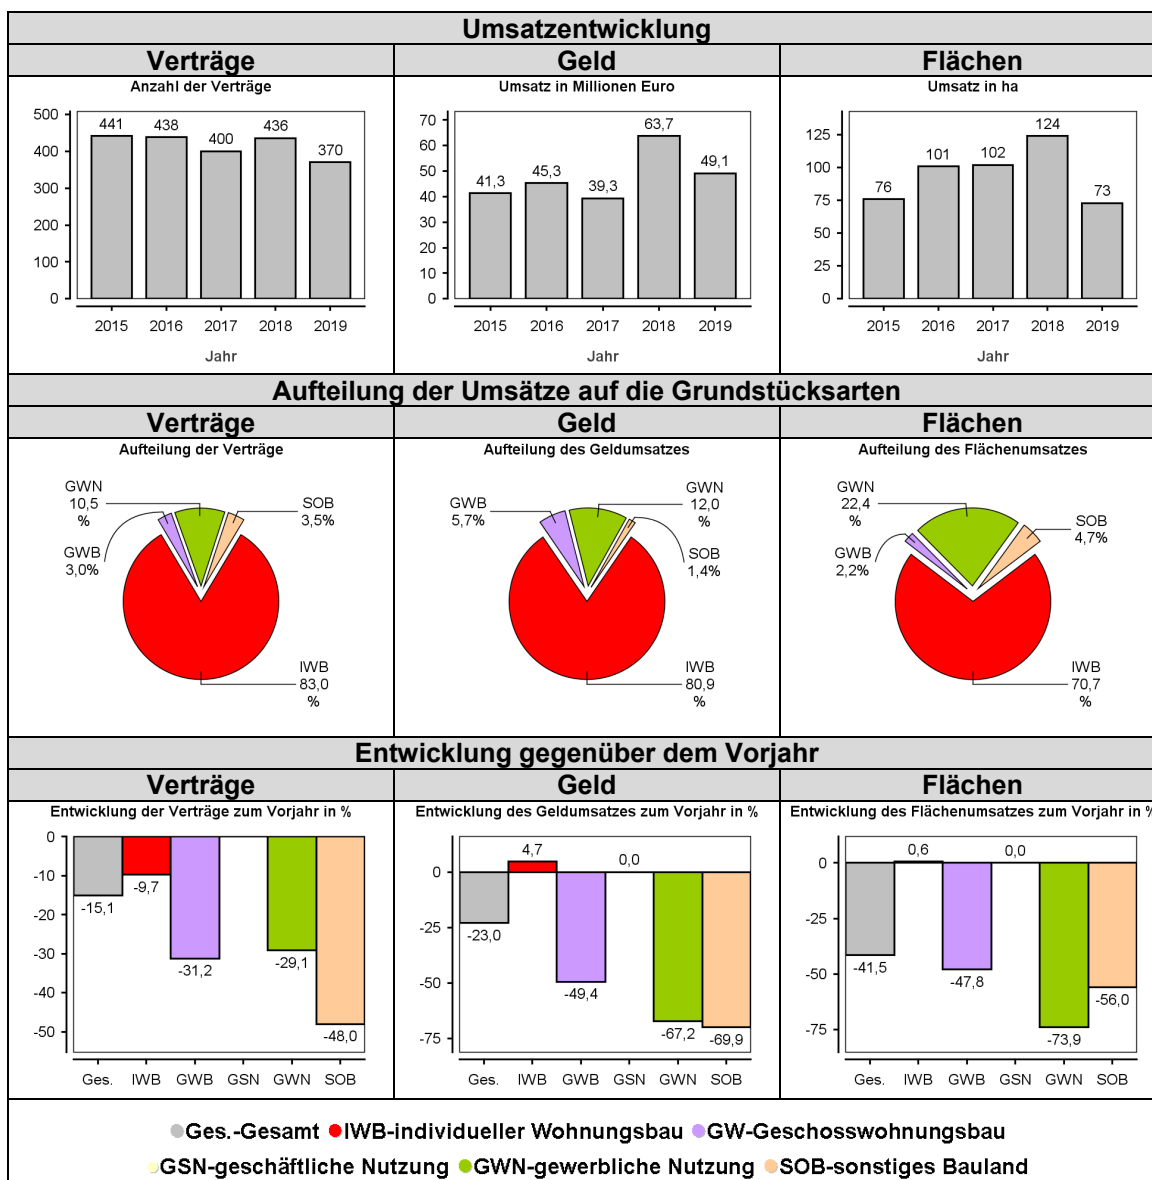 Umsatzentwicklung
Verträge Geld Flächen
Anzahl der Verträge
500
400
300
200
100
0
441 438 400 436 370
2015 2016 2017 2018 2019
Jahr
Umsatz in Millionen Euro
70
60
50
40
30
20
10
0
41,3 45,3 39,3 63,7 49,1
2015 2016 2017 2018 2019
Jahr
Umsatz in ha
125
100
75
50
25
0
76 101 102 124 73
2015 2016 2017 2018 2019
Jahr
Aufteilung der Umsätze auf die Grundstücksarten
Verträge Geld Flächen
Aufteilung der Verträge
GWN
10,5
%
SOB
3,5%
GWB
3,0%
IWB
83,0
%
Aufteilung des Geldumsatzes
GWB
5,7%
GWN
12,0
%
SOB
1,4%
IWB
80,9
%
Aufteilung des Flächenumsatzes
GWN
22,4
%
SOB
4,7%
GWB
2,2%
IWB
70,7
%
Entwicklung gegenüber dem Vorjahr
Verträge Geld Flächen
Entwicklung der Verträge zum Vorjahr in %
0
-10
-20
-30
-40
-50
-15,1 -9,7 -31,2 -29,1 -48,0
Ges. IWB GWB GSN GWN SOB
Entwicklung des Geldumsatzes zum Vorjahr in %
0
-25
-50
-75
-23,0 4,7 -49,4 0,0 -67,2 -69,9
Ges. IWB GWB GSN GWN SOB
Entwicklung des Flächenumsatzes zum Vorjahr in %
0
-25
-50
-75
-41,5 0,6 -47,8 0,0 -73,9 -56,0
Ges. IWB GWB GSN GWN SOB
Ges.-Gesamt IWB-individueller Wohnungsbau GW-Geschosswohnungsbau
GSN-geschäftliche Nutzung GWN-gewerbliche Nutzung SOB-sonstiges Bauland